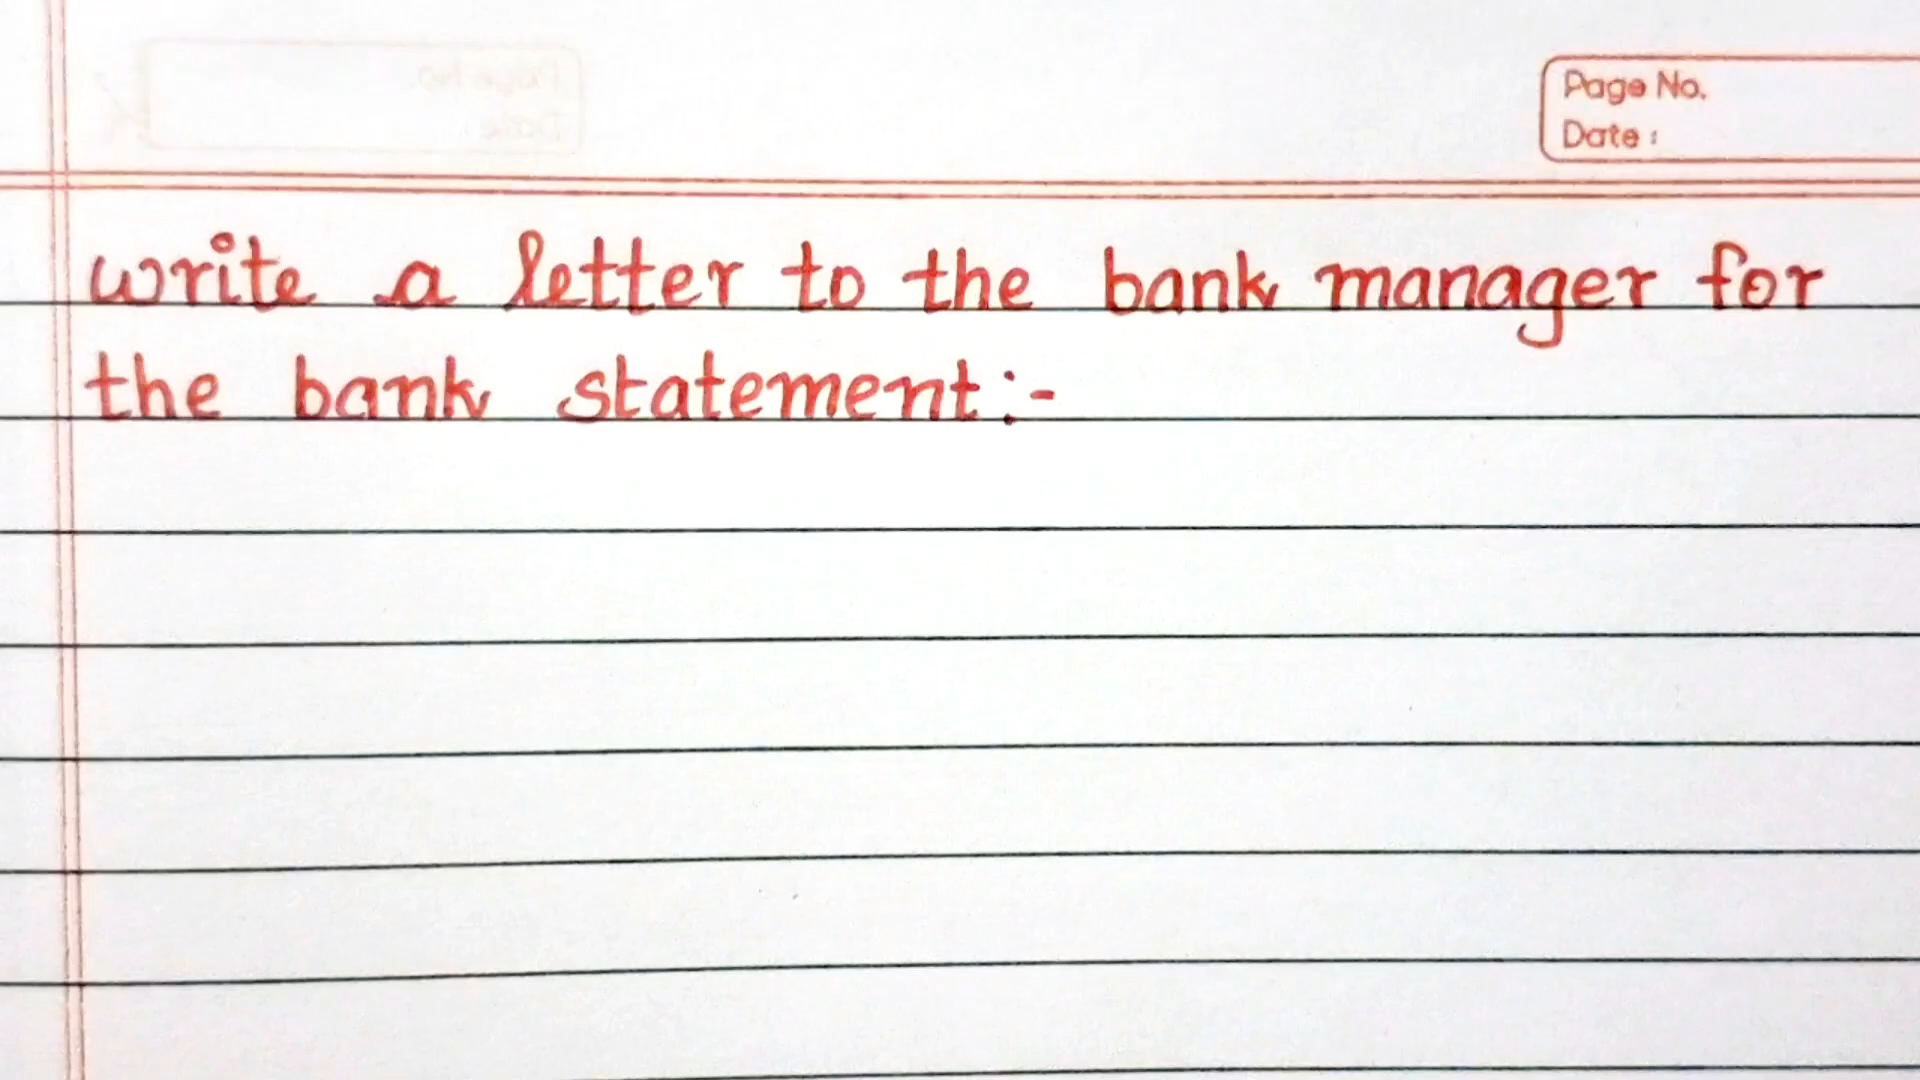 Page No.
Date :
write a letter to the bank manager for
the bank statement:-